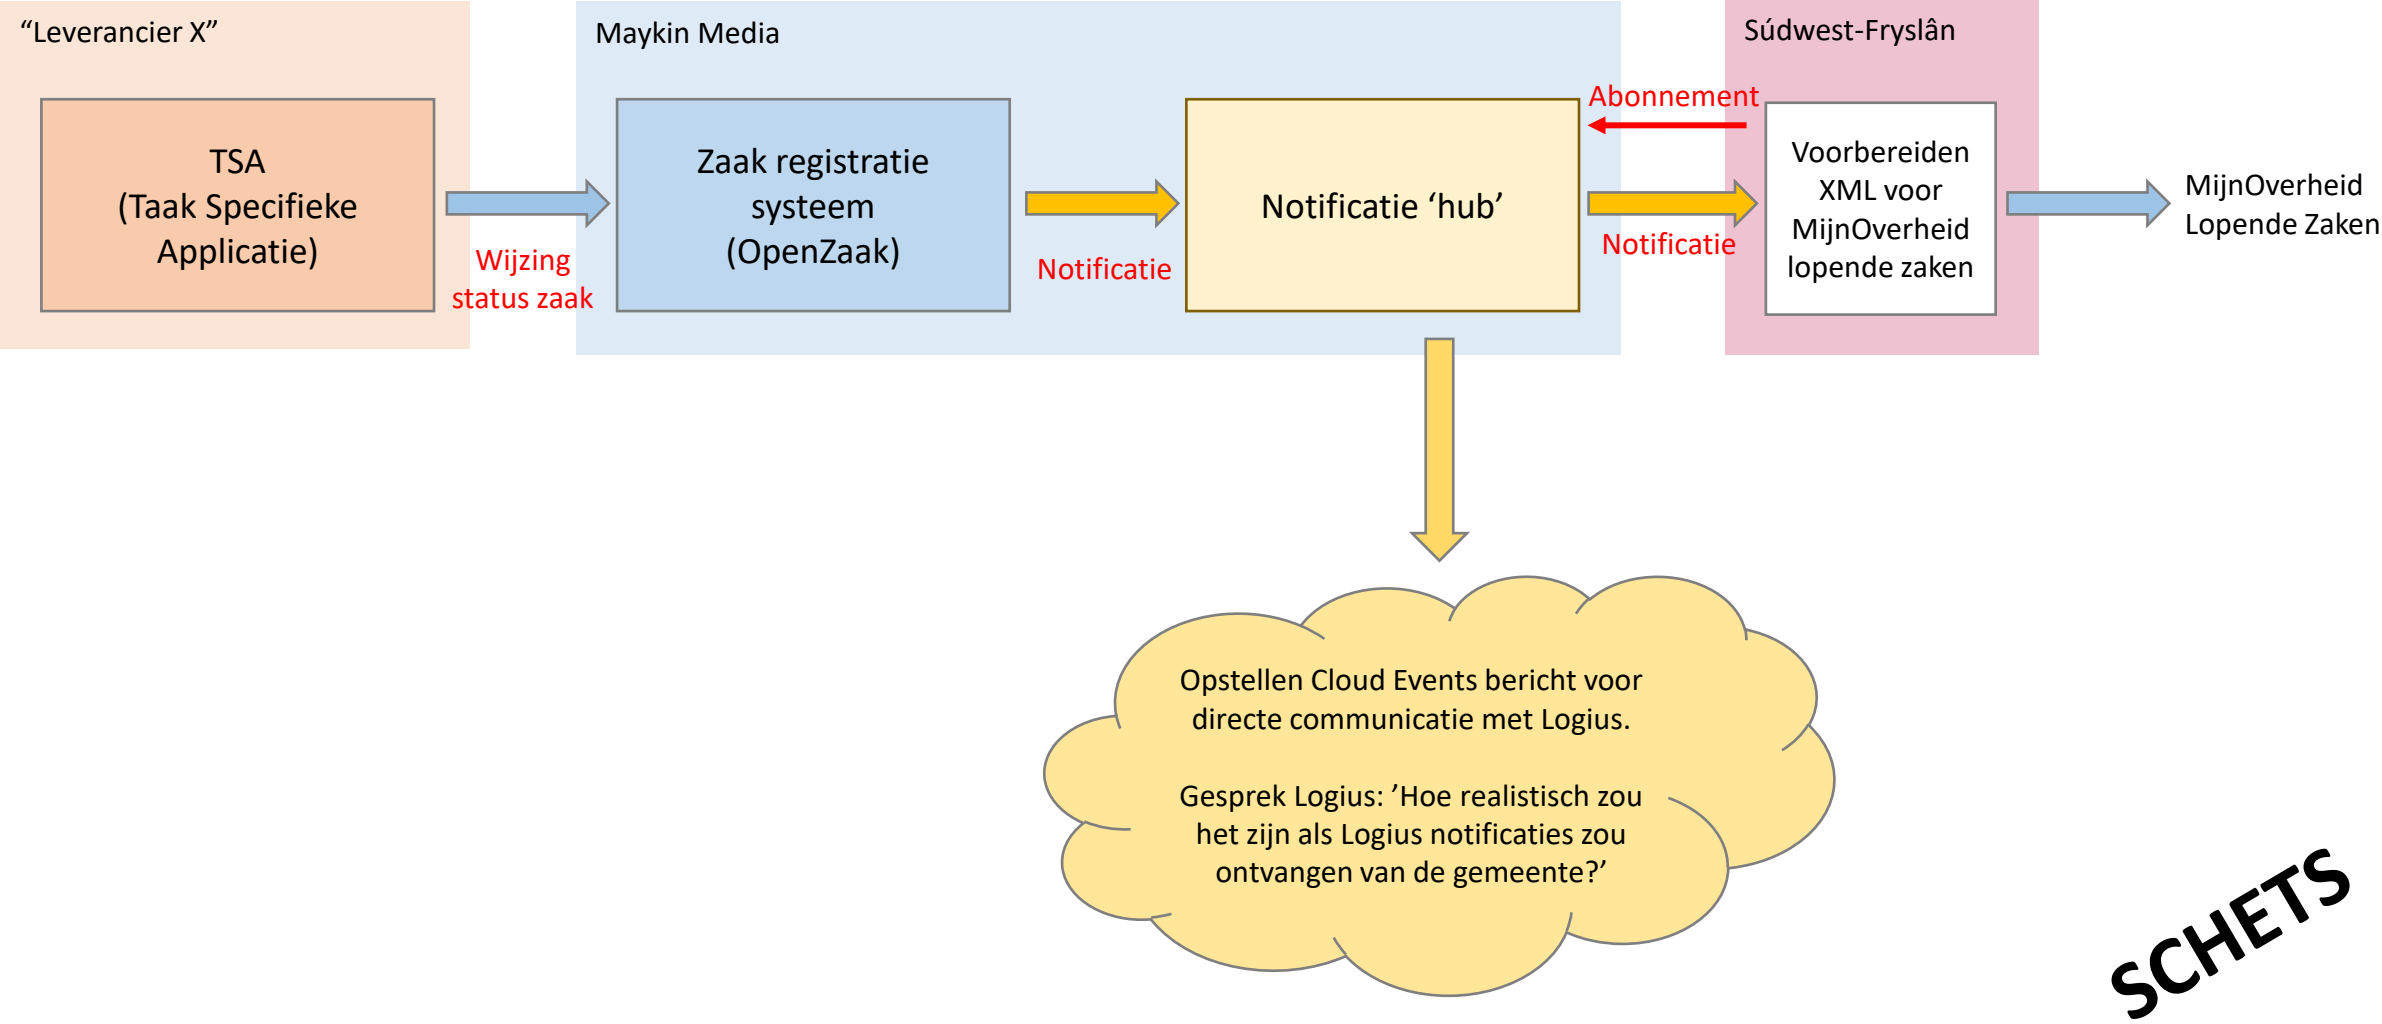 “Leverancier X”
Maykin Media
Súdwest-Fryslân
TSA
(Taak Specifieke
Applicatie)
Wijzing
status zaak
Zaak registratie
systeem
(OpenZaak)
Notificatie
Notificatie ‘hub’
Abonnement
Notificatie
Voorbereiden
XML voor
MijnOverheid
lopende zaken
MijnOverheid
Lopende Zaken
Opstellen Cloud Events bericht voor
directe communicatie met Logius.
Gesprek Logius: ’Hoe realistisch zou
het zijn als Logius notificaties zou
ontvangen van de gemeente?’
SCHETS